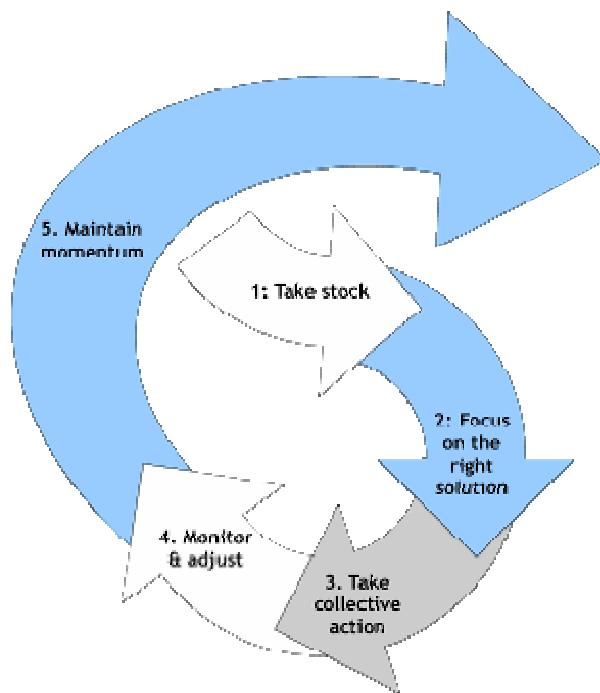 1: Take stock
2: Focus
on the
right
solution
3. Take
collective
action
4. Monitor
& adjust
5. Maintain
momentum